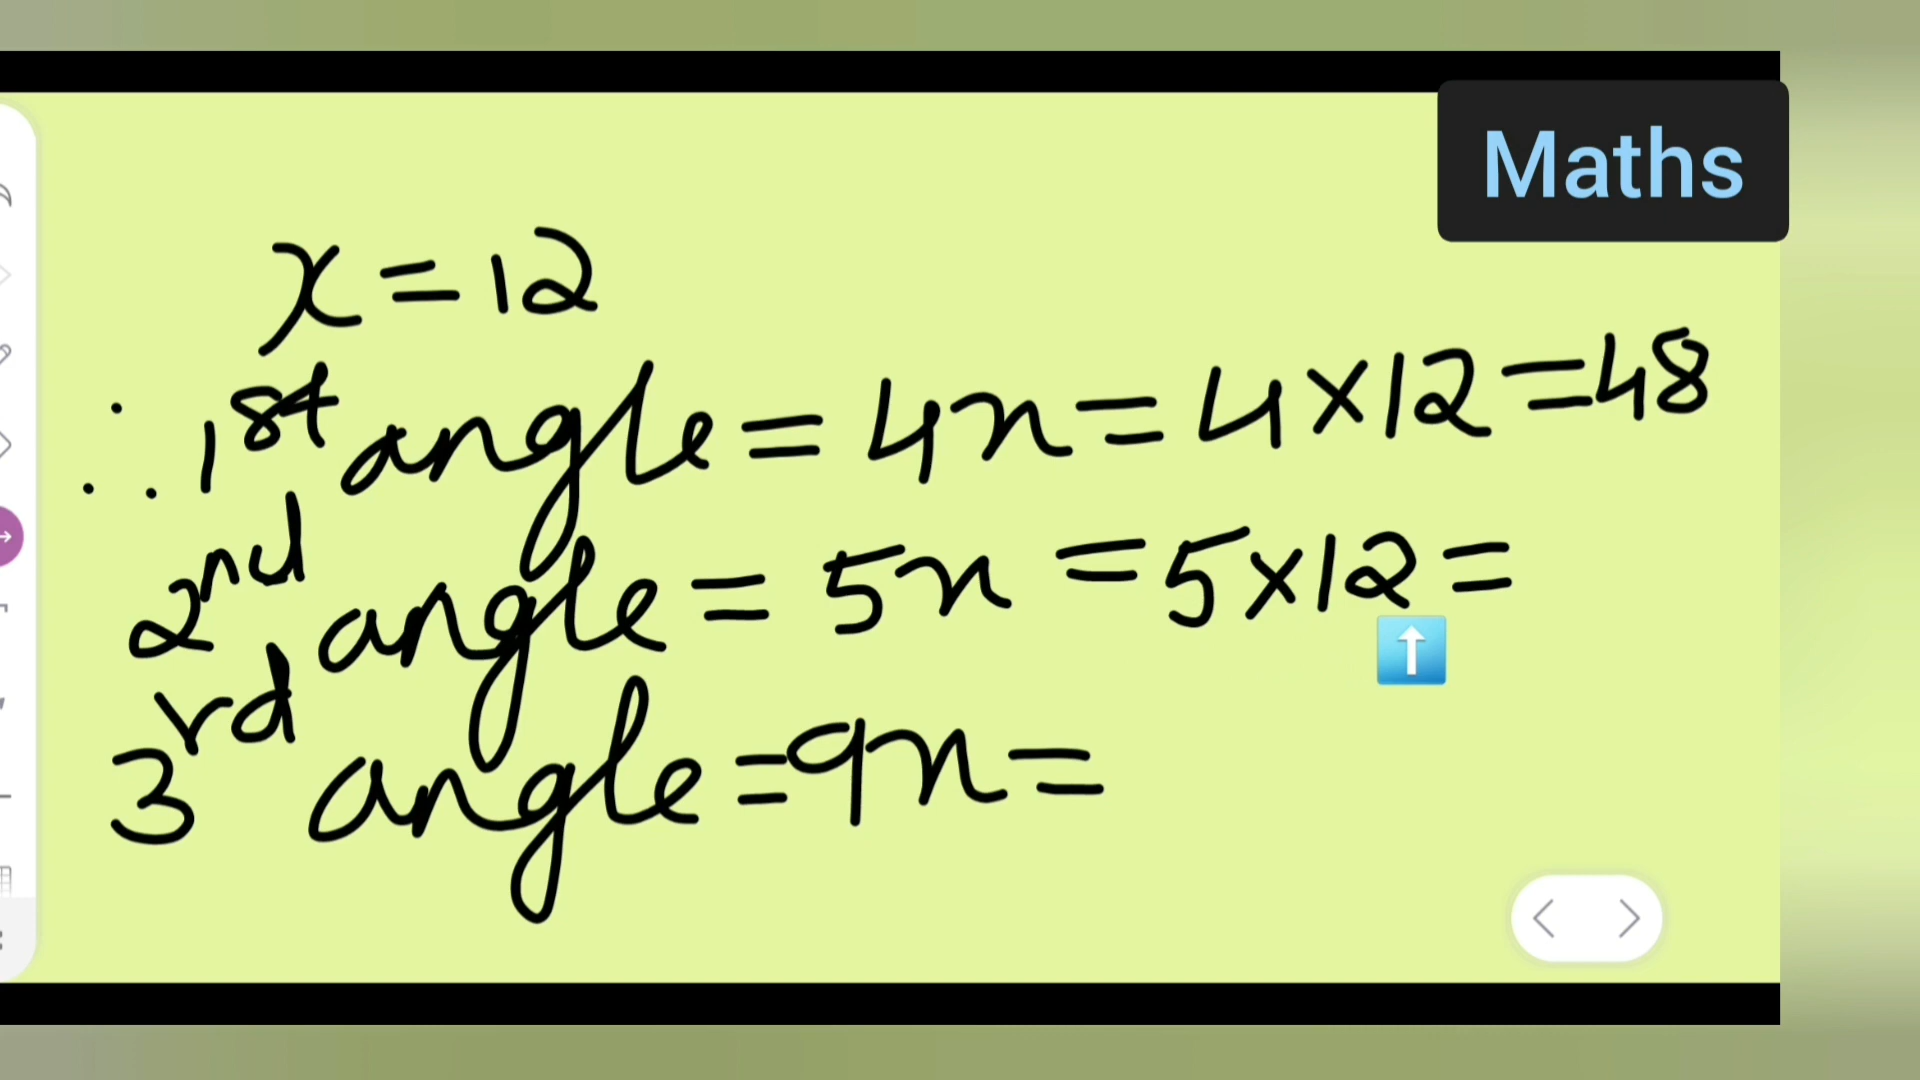 Maths
x=12
∴ 1st angle = 4x = 4×12 = 48
2nd angle = 5x = 5×12 =
3rd angle = 9x =